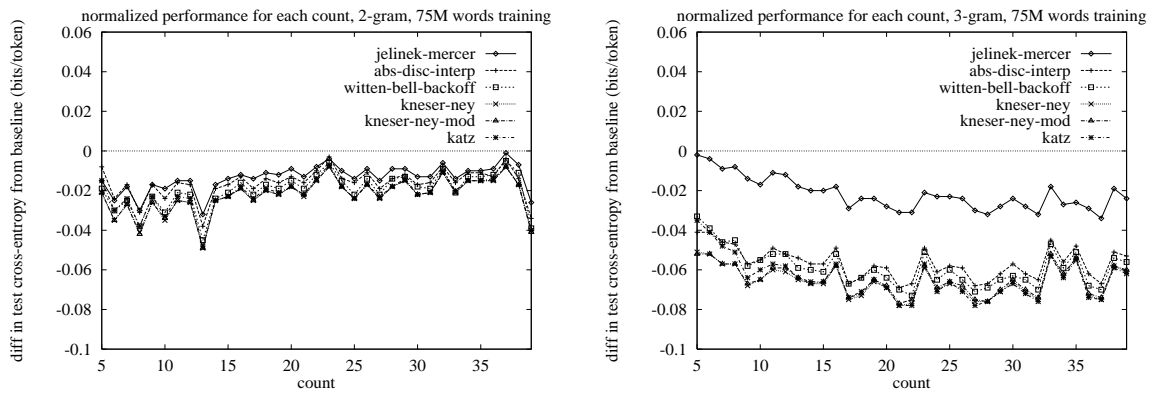 normalized performance for each count, 2-gram, 75M words training
0.06
0.04
0.02
0
-0.02
-0.04
-0.06
-0.08
-0.1
diff in test cross-entropy from baseline (bits/token)
jelinek-mercer
abs-disc-interp
witten-bell-backoff
kneser-ney
kneser-ney-mod
katz
5 10 15 20 25 30 35
count
normalized performance for each count, 3-gram, 75M words training
0.06
0.04
0.02
0
-0.02
-0.04
-0.06
-0.08
-0.1
diff in test cross-entropy from baseline (bits/token)
jelinek-mercer
abs-disc-interp
witten-bell-backoff
kneser-ney
kneser-ney-mod
katz
5 10 15 20 25 30 35
count